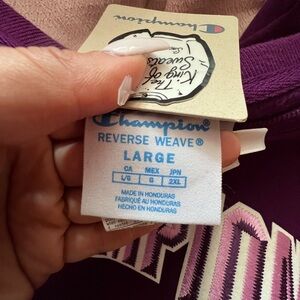 Champion
The
King of
Sweats
Champion
REVERSE WEAVE®
LARGE
CA MEX JPN
L/G G 2XL
MADE IN HONDURAS
FABRIQUÉ AU HONDURAS
HECHO EN HONDURAS